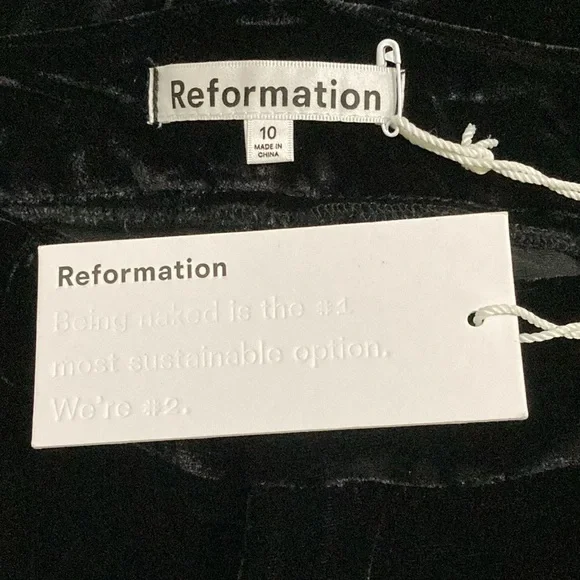 Reformation
10
MADE IN
CHINA
Reformation
Being naked is the #1
most sustainable option.
We're #2.